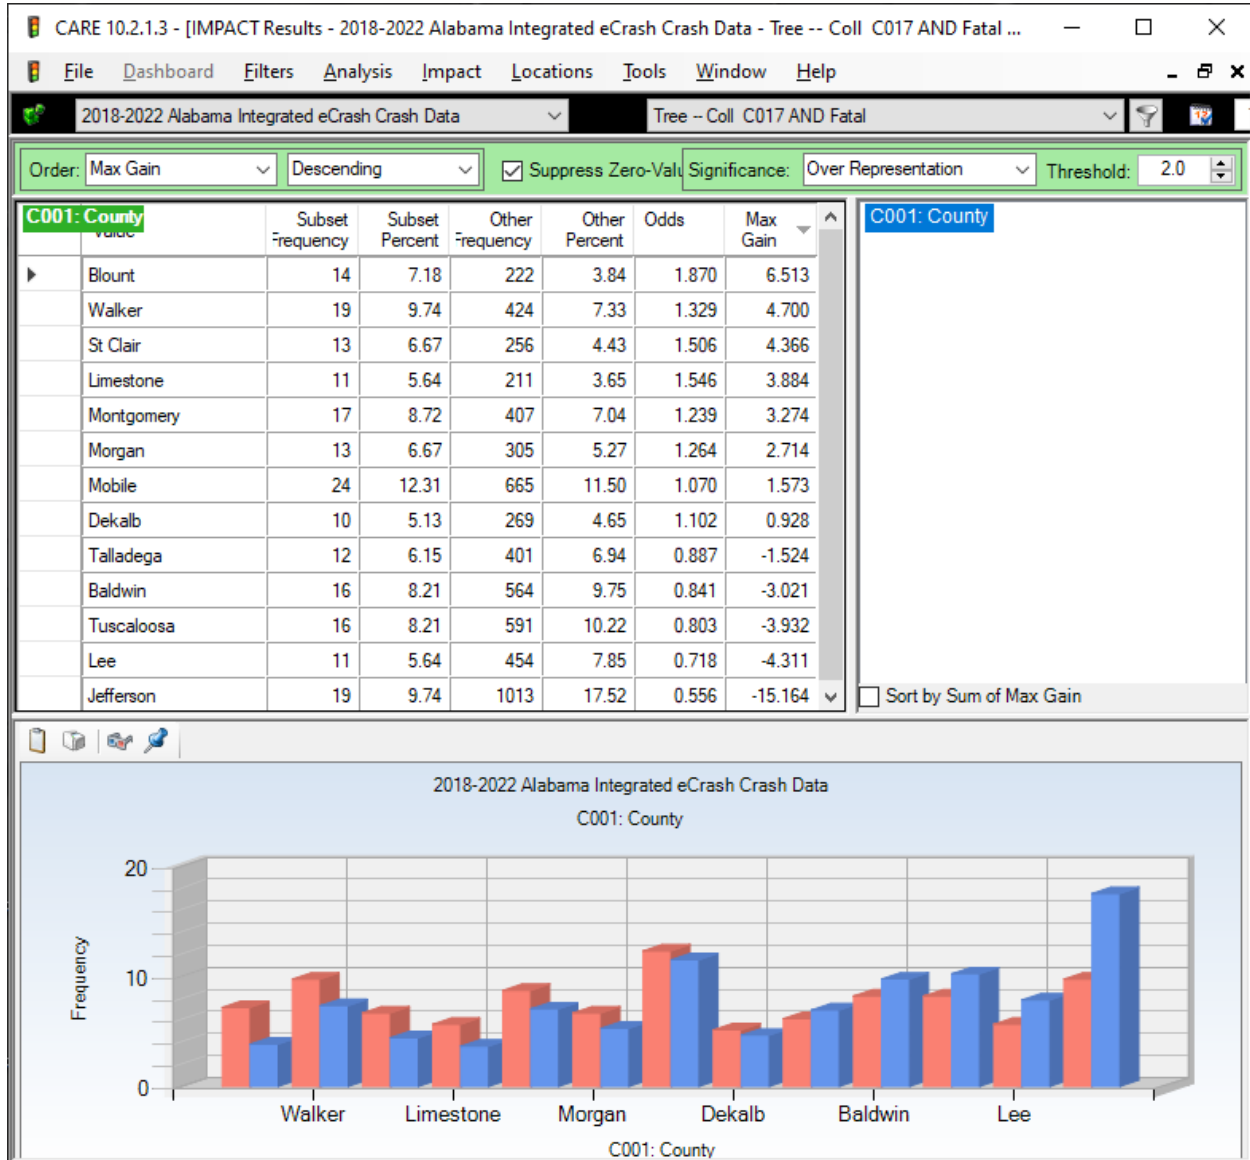 CARE 10.2.1.3 - [IMPACT Results - 2018-2022 Alabama Integrated eCrash Crash Data - Tree -- Coll C017 AND Fatal ...
File Dashboard Filters Analysis Impact Locations Tools Window Help
2018-2022 Alabama Integrated eCrash Crash Data Tree -- Coll C017 AND Fatal 12
Order: Max Gain Descending Suppress Zero-Valu Significance: Over Representation Threshold: 2.0
C001: County Subset Frequency Subset Percent Other Frequency Other Percent Odds Max Gain
Blount 14 7.18 222 3.84 1.870 6.513
Walker 19 9.74 424 7.33 1.329 4.700
St Clair 13 6.67 256 4.43 1.506 4.366
Limestone 11 5.64 211 3.65 1.546 3.884
Montgomery 17 8.72 407 7.04 1.239 3.274
Morgan 13 6.67 305 5.27 1.264 2.714
Mobile 24 12.31 665 11.50 1.070 1.573
Dekalb 10 5.13 269 4.65 1.102 0.928
Talladega 12 6.15 401 6.94 0.887 -1.524
Baldwin 16 8.21 564 9.75 0.841 -3.021
Tuscaloosa 16 8.21 591 10.22 0.803 -3.932
Lee 11 5.64 454 7.85 0.718 -4.311
Jefferson 19 9.74 1013 17.52 0.556 -15.164
C001: County
Sort by Sum of Max Gain
2018-2022 Alabama Integrated eCrash Crash Data
C001: County
20
10
0
Frequency
Walker Limestone Morgan Dekalb Baldwin Lee
C001: County